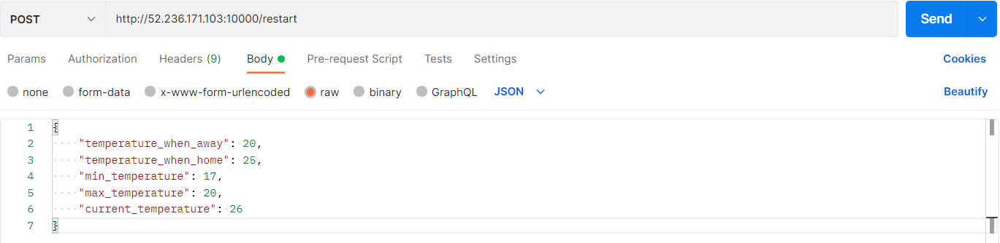 POST http://52.236.171.103:10000/restart Send
Params Authorization Headers (9) Body Pre-request Script Tests Settings Cookies
none form-data x-www-form-urlencoded raw binary GraphQL JSON Beautify
1 {
2 "temperature_when_away": 20,
3 "temperature_when_home": 25,
4 "min_temperature": 17,
5 "max_temperature": 20,
6 "current_temperature": 26
7 }